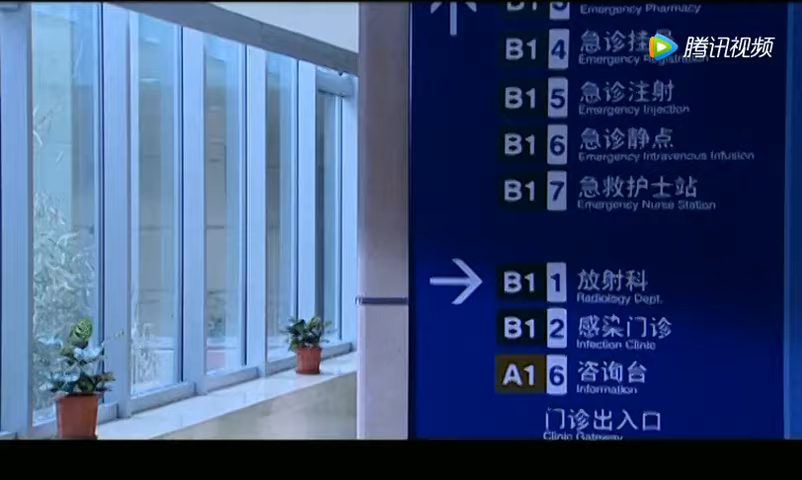 B1 3
Emergency Pharmacy
B1 4 急诊挂号
Emergency Registration
腾讯视频
B1 5 急诊注射
Emergency Injection
B1 6 急诊静点
Emergency Intravenous Infusion
B1 7 急救护士站
Emergency Nurse Station
B1 1 放射科
Radiology Dept.
B1 2 感染门诊
Infection Clinic
A1 6 咨询台
Information
门诊出入口
Clinic Gateway